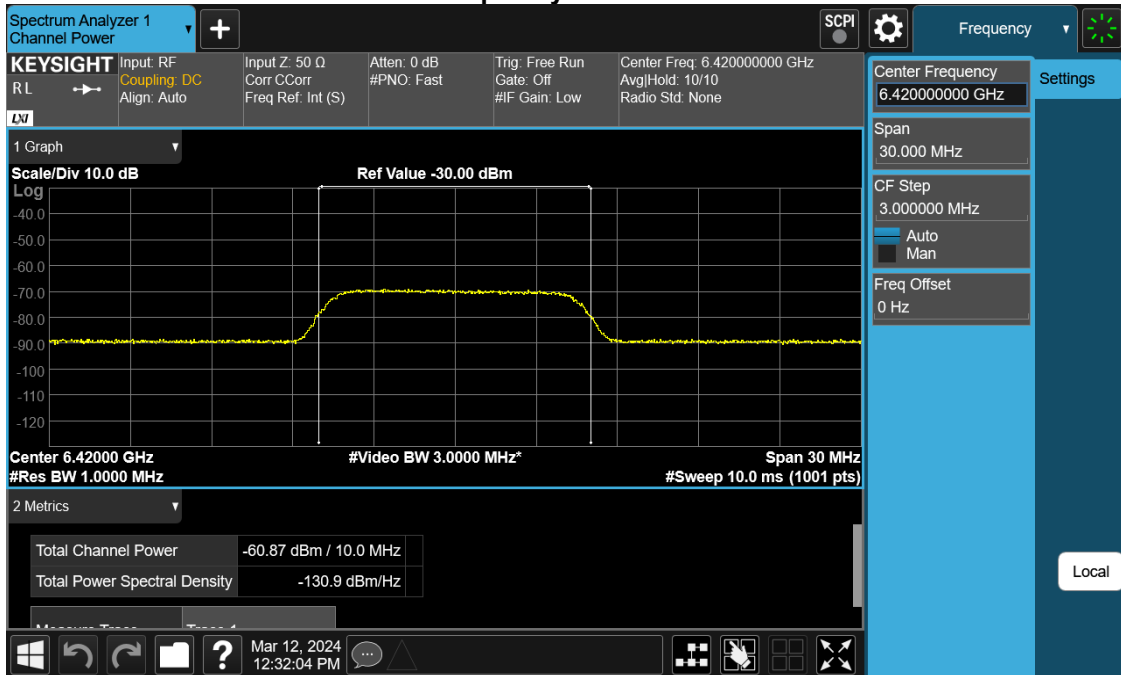 Spectrum Analyzer 1
Channel Power
+
SCPI
Frequency
KEYSIGHT
R L
LXI
Input: RF
Coupling: DC
Align: Auto
Input Z: 50 Ω
Corr CCorr
Freq Ref: Int (S)
Atten: 0 dB
#PNO: Fast
Trig: Free Run
Gate: Off
#IF Gain: Low
Center Freq: 6.420000000 GHz
Avg|Hold: 10/10
Radio Std: None
Center Frequency
6.420000000 GHz
Settings
Span
30.000 MHz
CF Step
3.000000 MHz
Auto
Man
Freq Offset
0 Hz
1 Graph
Scale/Div 10.0 dB
Ref Value -30.00 dBm
Log
-40.0
-50.0
-60.0
-70.0
-80.0
-90.0
-100
-110
-120
Center 6.42000 GHz
#Video BW 3.0000 MHz*
Span 30 MHz
#Res BW 1.0000 MHz
#Sweep 10.0 ms (1001 pts)
2 Metrics
Total Channel Power -60.87 dBm / 10.0 MHz
Total Power Spectral Density -130.9 dBm/Hz
Local
?
Mar 12, 2024
12:32:04 PM